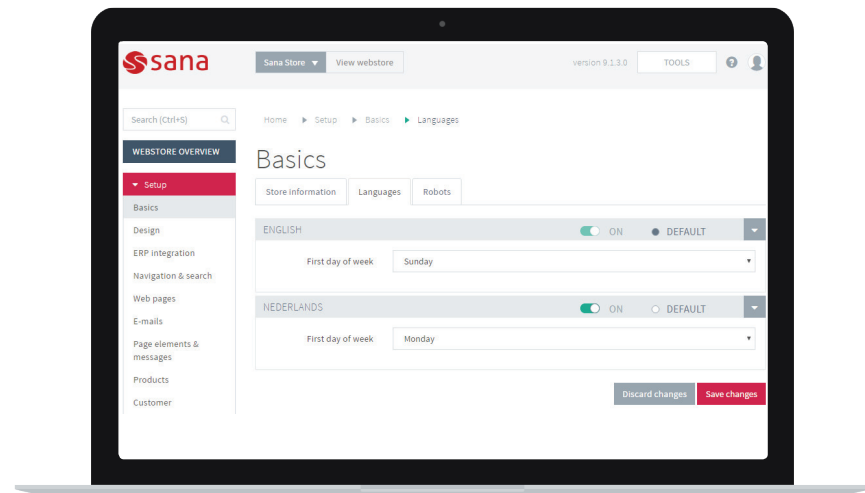 sana
Sana Store View webstore
version 9.1.3.0
TOOLS
Search (Ctrl+S)
Home Setup Basics Languages
WEBSTORE OVERVIEW
Basics
Setup
Store information Languages Robots
Basics
Design
ERP integration
Navigation & search
Web pages
E-mails
Page elements &
messages
Products
Customer
ENGLISH ON DEFAULT
First day of week Sunday
NEDERLANDS ON DEFAULT
First day of week Monday
Discard changes Save changes